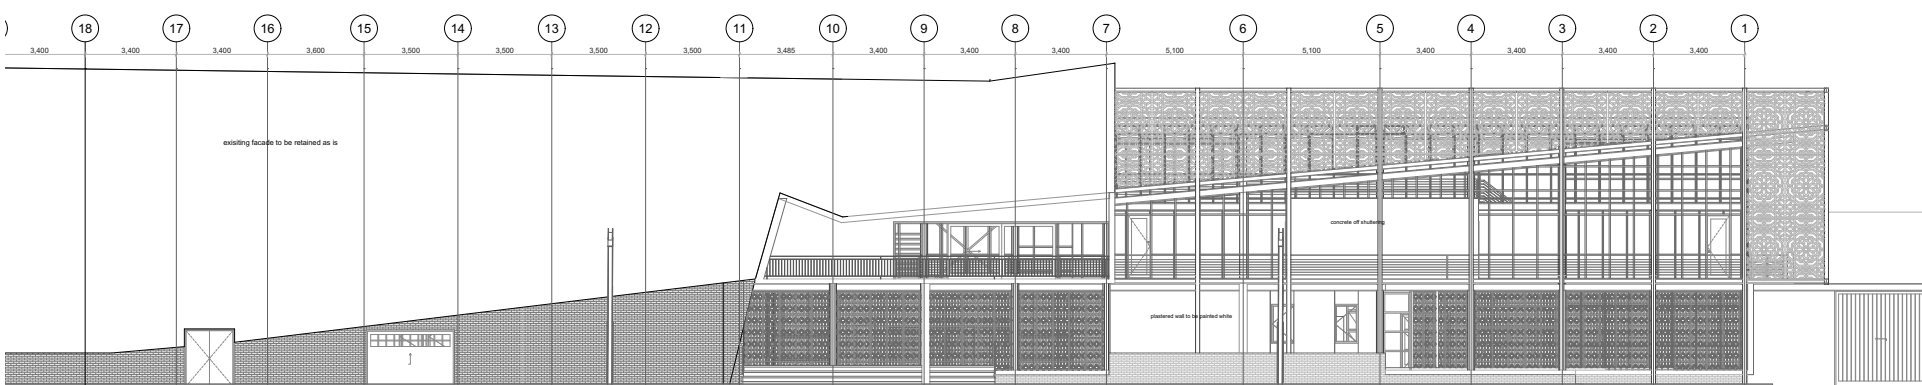 18 17 16 15 14 13 12 11 10 9 8 7 6 5 4 3 2 1
3,400 3,400 3,400 3,600 3,500 3,500 3,500 3,500 3,485 3,400 3,400 3,400 5,100 5,100 3,400 3,400 3,400 3,400
exisiting facade to be retained as is
concrete off shuttering
plastered wall to be painted white